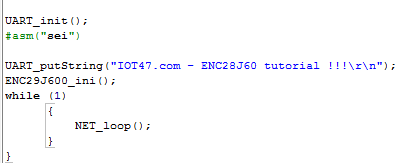 UART_init();
#asm("sei")
UART_putString("IOT47.com - ENC28J60 tutorial !!!\r\n");
ENC29J600_ini();
while (1)
{
NET_loop();
}
}